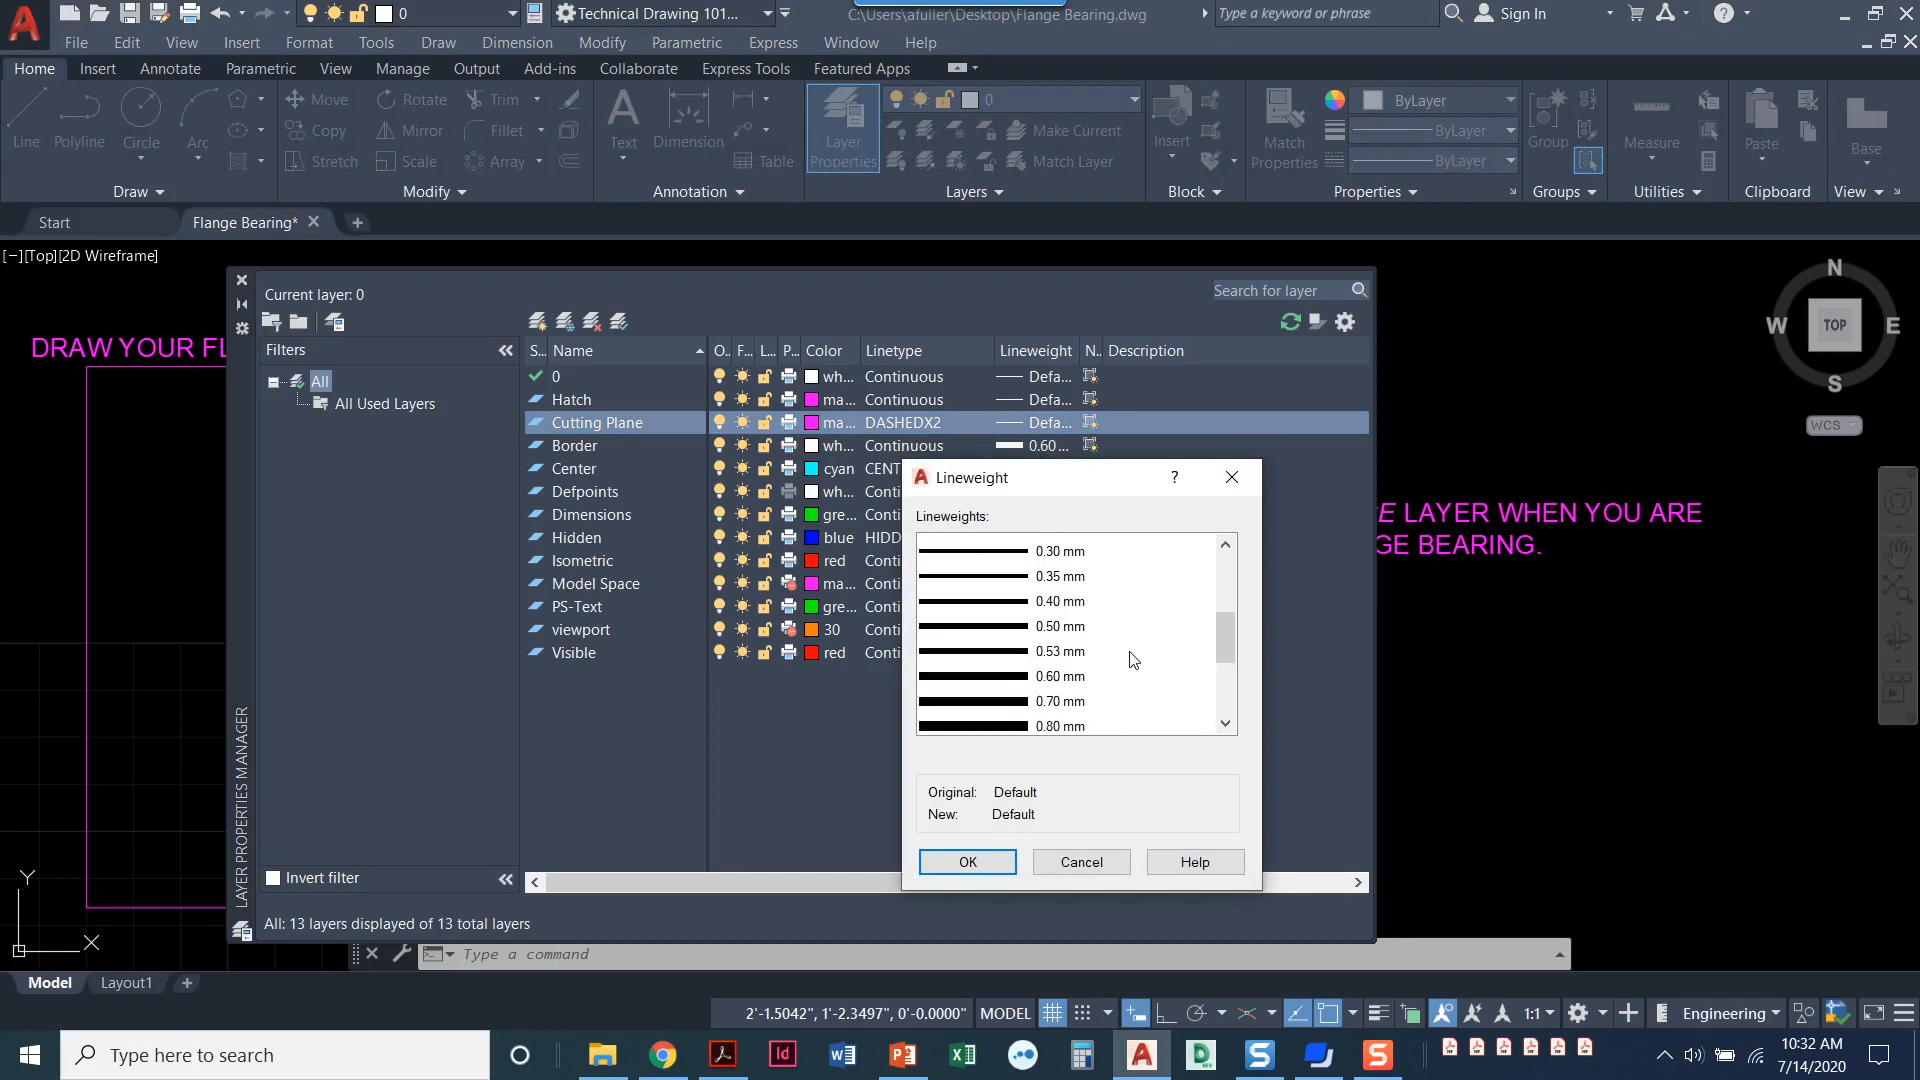 0
Technical Drawing 101...
C:\Users\afuller\Desktop\Flange Bearing.dwg
Type a keyword or phrase
Sign In
File Edit View Insert Format Tools Draw Dimension Modify Parametric Express Window Help
Home Insert Annotate Parametric View Manage Output Add-ins Collaborate Express Tools Featured Apps
Line Polyline Circle Arc
Move Rotate Trim
Copy Mirror Fillet
Stretch Scale Array
Text Dimension Table
Layer Properties
0
Make Current
Match Layer
Insert
Match Properties
ByLayer
ByLayer
ByLayer
Group
Measure
Paste
Base
Draw Modify Annotation Layers Block Properties Groups Utilities Clipboard View
Start Flange Bearing*
[−][Top][2D Wireframe]
N
W TOP E
S
WCS
DRAW YOUR FL
E LAYER WHEN YOU ARE
GE BEARING.
Current layer: 0
Search for layer
Filters
All
All Used Layers
S... Name O.. F... L... P... Color Linetype Lineweight N.. Description
0 wh... Continuous Defa...
Hatch ma... Continuous Defa...
Cutting Plane ma... DASHEDX2 Defa...
Border wh... Continuous 0.60 ...
Center cyan CENT
Defpoints wh... Conti
Dimensions gre... Conti
Hidden blue HIDD
Isometric red Conti
Model Space ma... Conti
PS-Text gre... Conti
viewport 30 Conti
Visible red Conti
Lineweight ?
Lineweights:
0.30 mm
0.35 mm
0.40 mm
0.50 mm
0.53 mm
0.60 mm
0.70 mm
0.80 mm
Original: Default
New: Default
OK Cancel Help
LAYER PROPERTIES MANAGER
Invert filter
All: 13 layers displayed of 13 total layers
Y
X
Type a command
Model Layout1
2'-1.5042", 1'-2.3497", 0'-0.0000" MODEL
1:1
Engineering
Type here to search
10:32 AM
7/14/2020